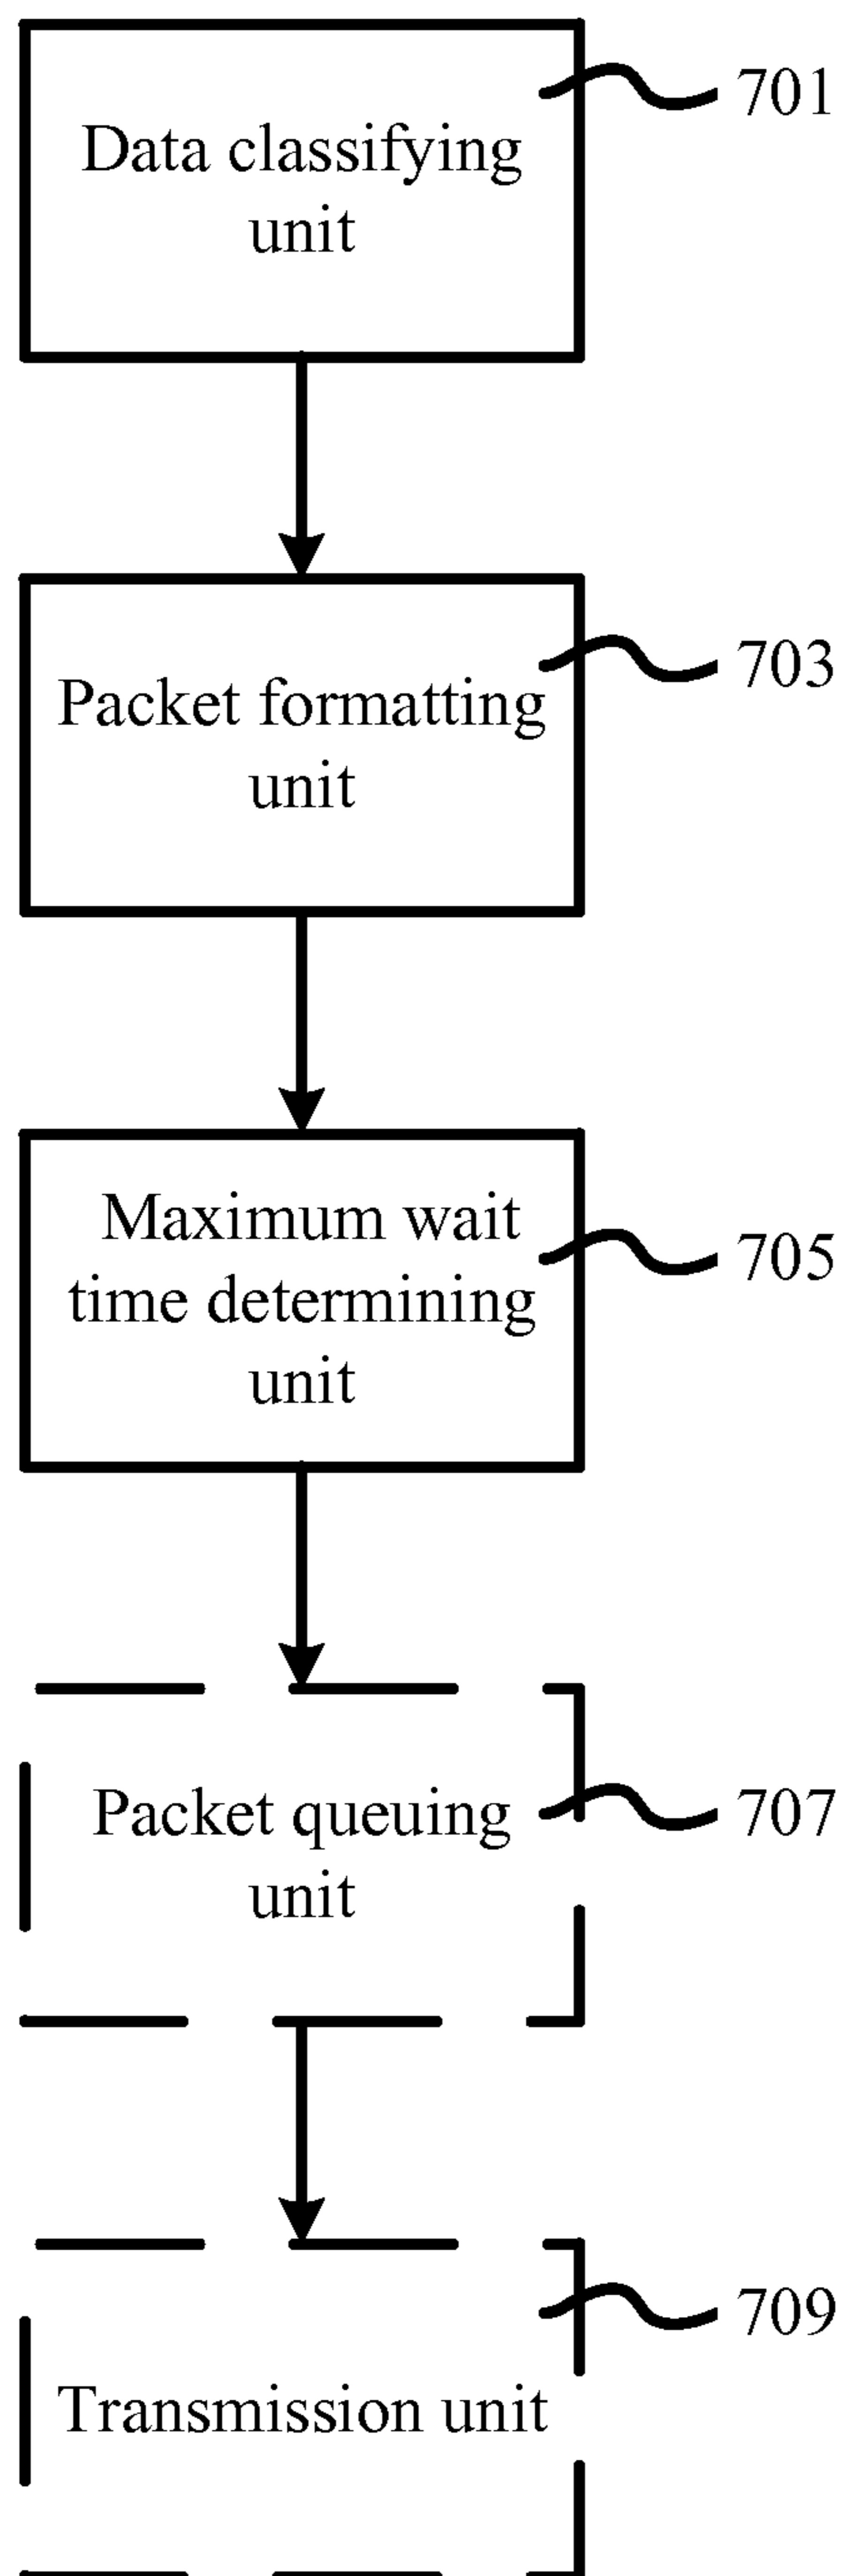 Data classifying
unit
701
Packet formatting
unit
703
Maximum wait
time determining
unit
705
Packet queuing
unit
707
Transmission unit
709